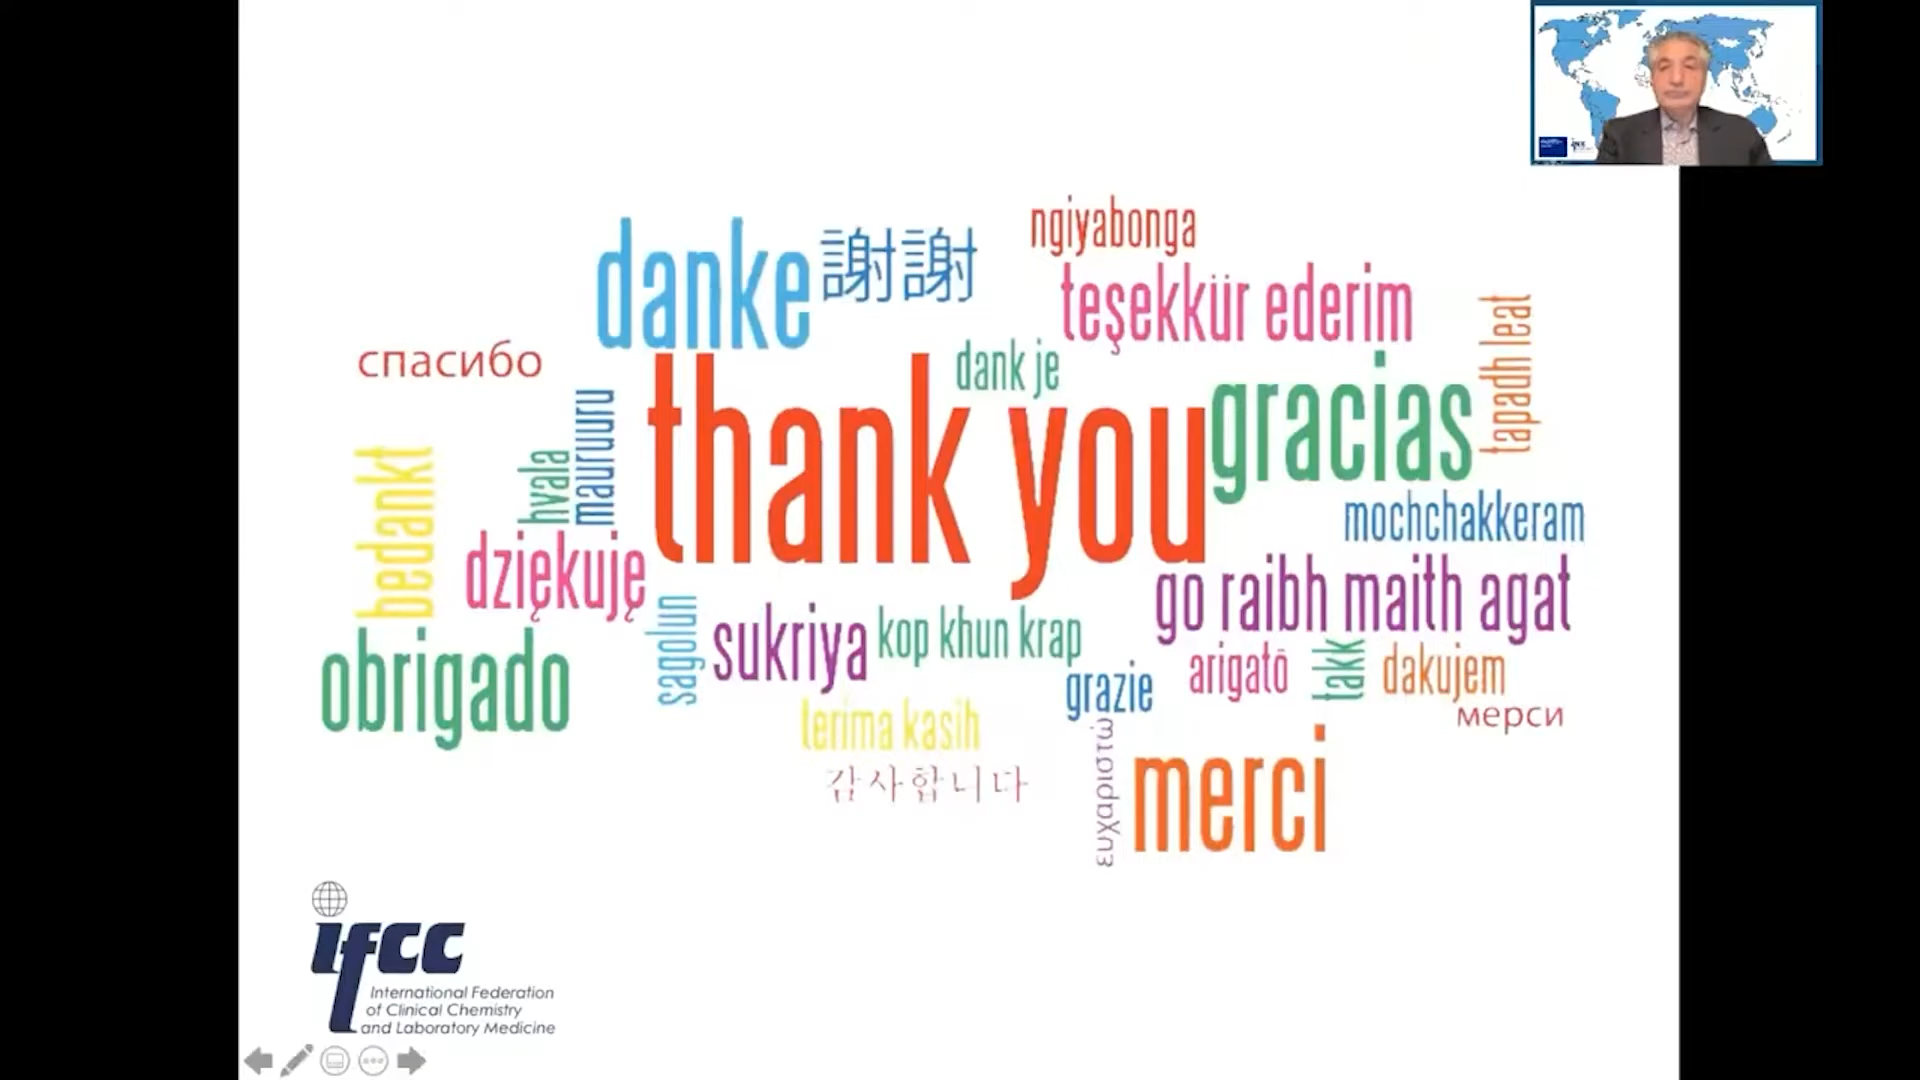 ngiyabonga
danke
謝謝
teşekkür ederim
tapadh leat
спасибо
dank je
thank you
gracias
mauruuru
hvala
bedankt
mochchakkeram
dziękuję
go raibh maith agat
sagolun
sukriya
kop khun krap
obrigado
grazie
arigatō
takk
dakujem
terima kasih
мерси
감사합니다
ευχαριστώ
merci
ifcc
International Federation
of Clinical Chemistry
and Laboratory Medicine